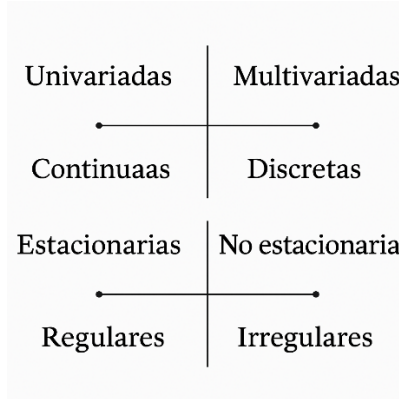 Univariadas Multivariadas
Continuaas Discretas
Estacionarias No estacionaria
Regulares Irregulares